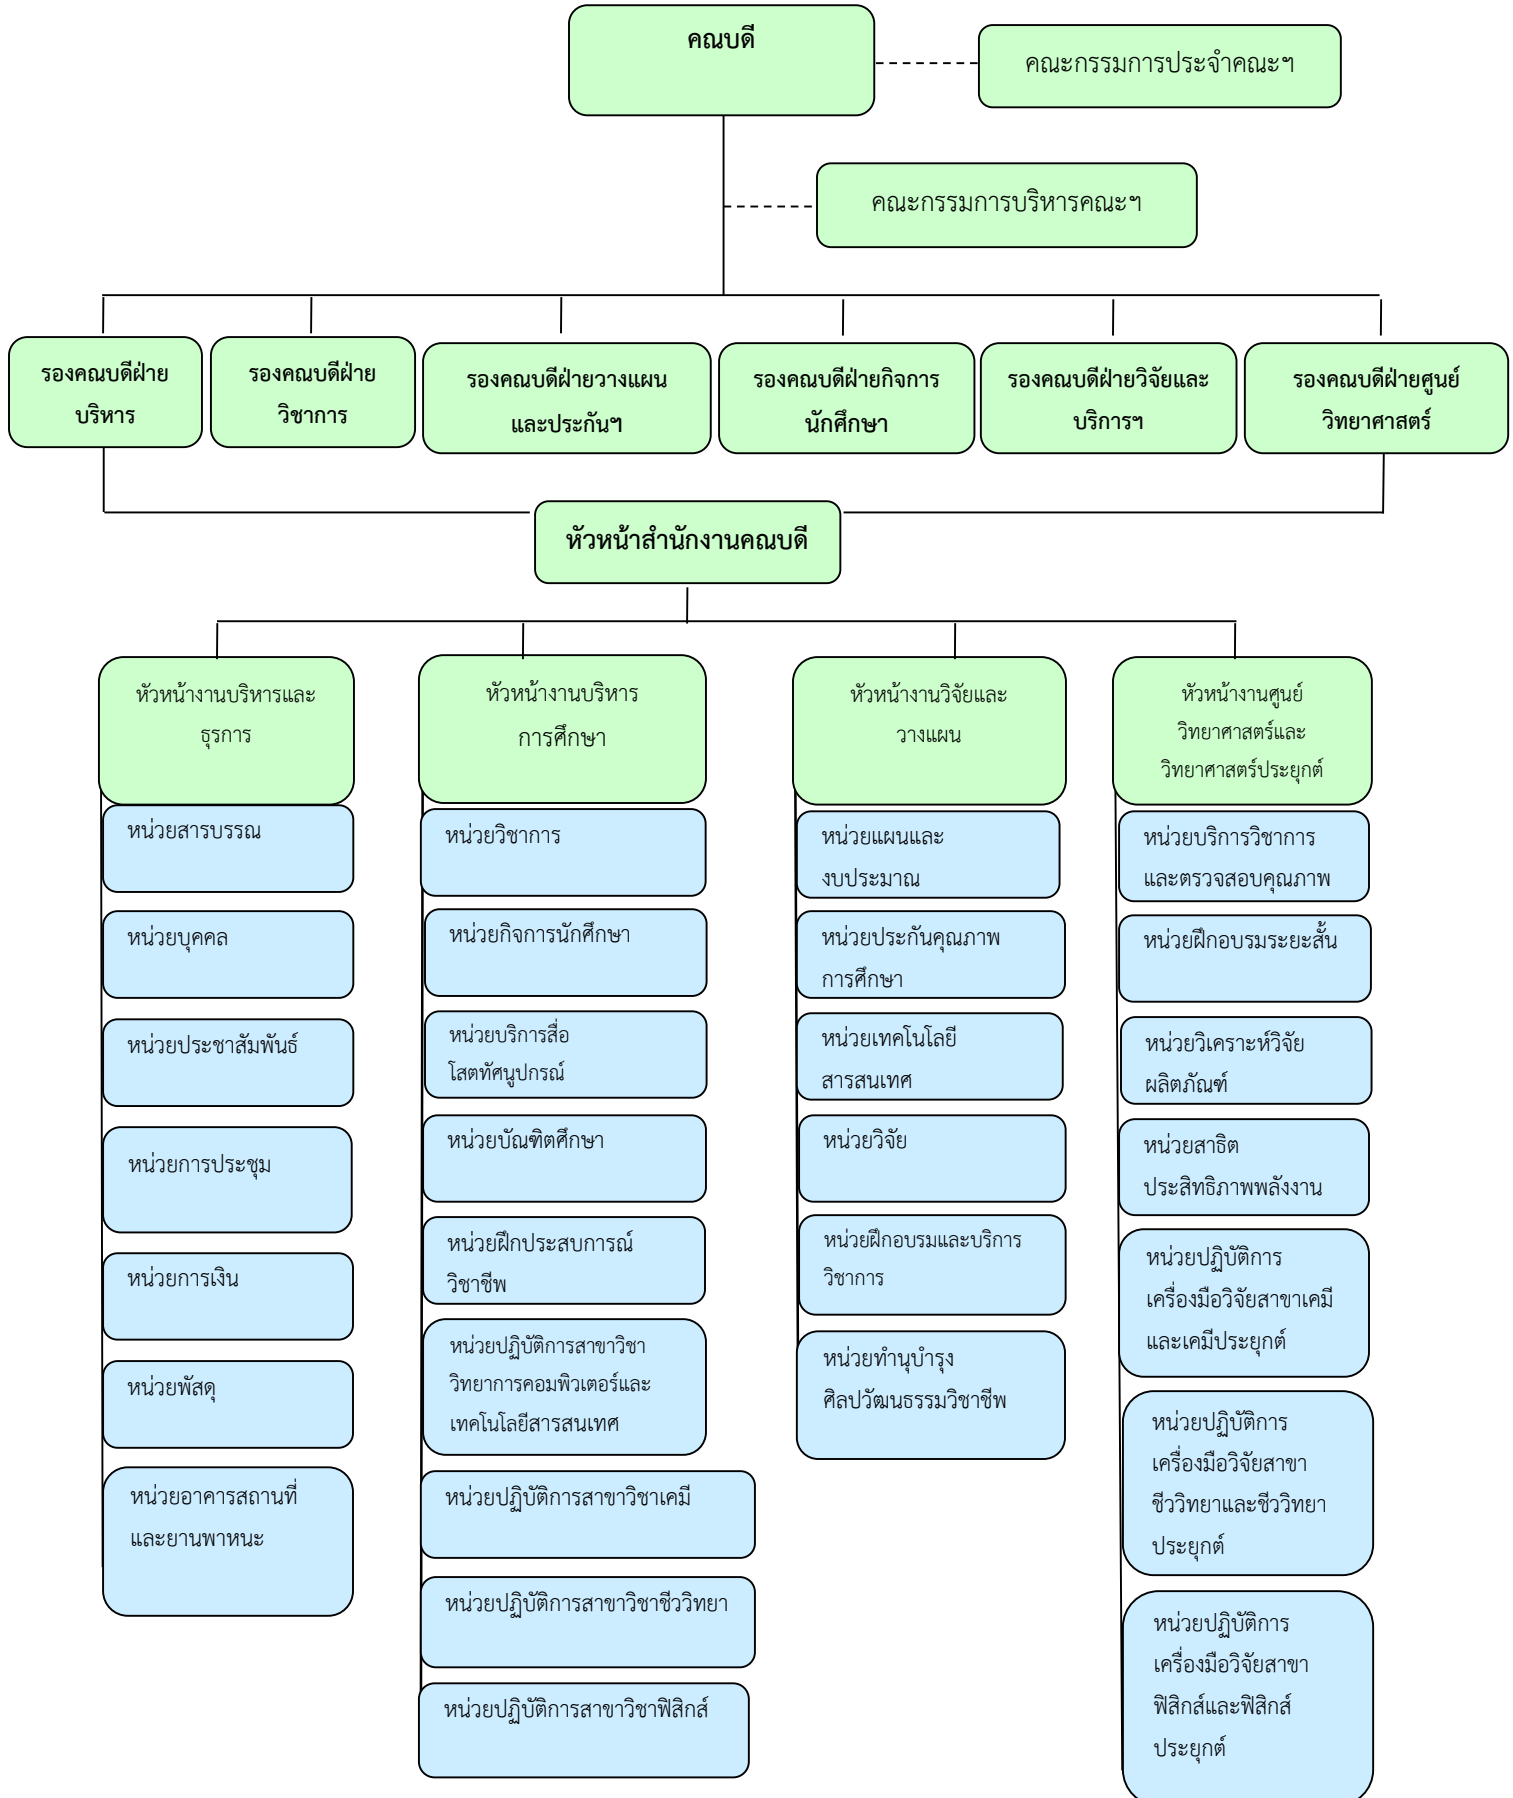 คณบดี
คณะกรรมการประจำคณะฯ
คณะกรรมการบริหารคณะฯ
รองคณบดีฝ่าย
บริหาร
รองคณบดีฝ่าย
วิชาการ
รองคณบดีฝ่ายวางแผน
และประกันฯ
รองคณบดีฝ่ายกิจการ
นักศึกษา
รองคณบดีฝ่ายวิจัยและ
บริการฯ
รองคณบดีฝ่ายศูนย์
วิทยาศาสตร์
หัวหน้าสำนักงานคณบดี
หัวหน้างานบริหารและ
ธุรการ
หน่วยสารบรรณ
หน่วยบุคคล
หน่วยประชาสัมพันธ์
หน่วยการประชุม
หน่วยการเงิน
หน่วยพัสดุ
หน่วยอาคารสถานที่
และยานพาหนะ
หัวหน้างานบริหาร
การศึกษา
หน่วยวิชาการ
หน่วยกิจการนักศึกษา
หน่วยบริการสื่อ
โสตทัศนูปกรณ์
หน่วยบัณฑิตศึกษา
หน่วยฝึกประสบการณ์
วิชาชีพ
หน่วยปฏิบัติการสาขาวิชา
วิทยาการคอมพิวเตอร์และ
เทคโนโลยีสารสนเทศ
หน่วยปฏิบัติการสาขาวิชาเคมี
หน่วยปฏิบัติการสาขาวิชาชีววิทยา
หน่วยปฏิบัติการสาขาวิชาฟิสิกส์
หัวหน้างานวิจัยและ
วางแผน
หน่วยแผนและ
งบประมาณ
หน่วยประกันคุณภาพ
การศึกษา
หน่วยเทคโนโลยี
สารสนเทศ
หน่วยวิจัย
หน่วยฝึกอบรมและบริการ
วิชาการ
หน่วยทำนุบำรุง
ศิลปวัฒนธรรมวิชาชีพ
หัวหน้างานศูนย์
วิทยาศาสตร์และ
วิทยาศาสตร์ประยุกต์
หน่วยบริการวิชาการ
และตรวจสอบคุณภาพ
หน่วยฝึกอบรมระยะสั้น
หน่วยวิเคราะห์วิจัย
ผลิตภัณฑ์
หน่วยสาธิต
ประสิทธิภาพพลังงาน
หน่วยปฏิบัติการ
เครื่องมือวิจัยสาขาเคมี
และเคมีประยุกต์
หน่วยปฏิบัติการ
เครื่องมือวิจัยสาขา
ชีววิทยาและชีววิทยา
ประยุกต์
หน่วยปฏิบัติการ
เครื่องมือวิจัยสาขา
ฟิสิกส์และฟิสิกส์
ประยุกต์